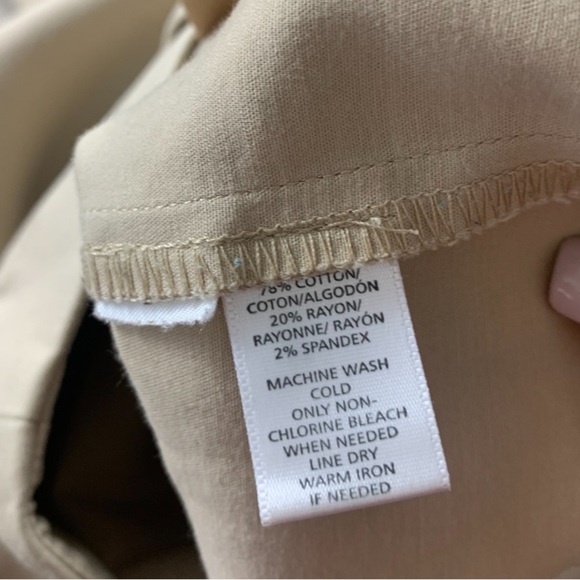 78% COTTON/
COTON/ALGODÓN
20% RAYON/
RAYONNE/ RAYÓN
2% SPANDEX
MACHINE WASH
COLD
ONLY NON-
CHLORINE BLEACH
WHEN NEEDED
LINE DRY
WARM IRON
IF NEEDED